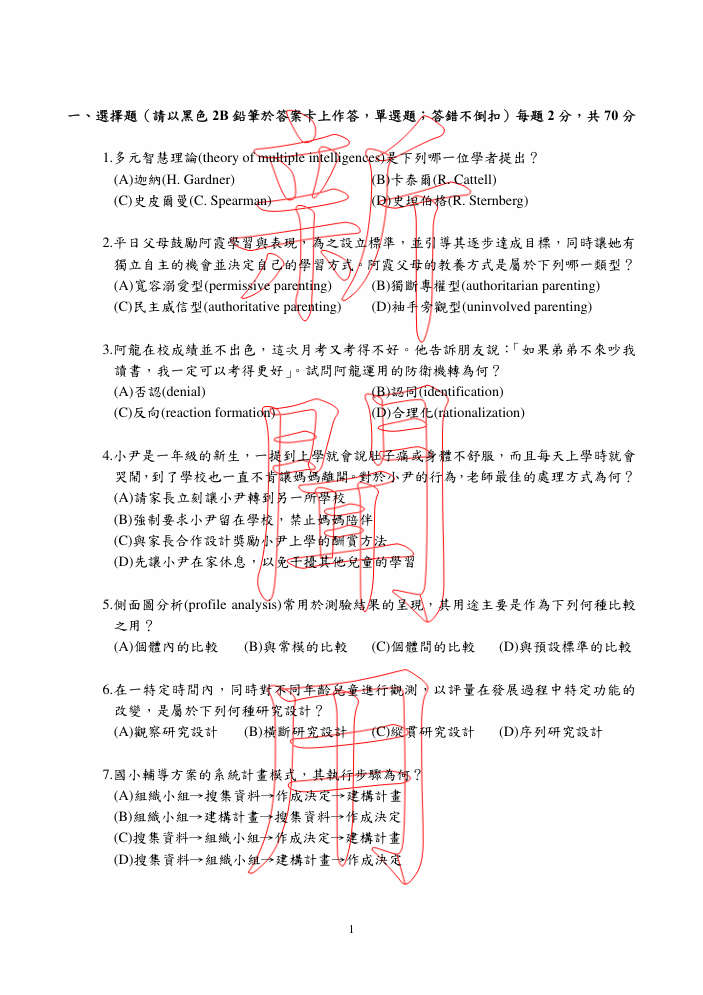 一、選擇題（請以黑色 2B 鉛筆於答案卡上作答，單選題；答錯不倒扣）每題 2 分，共 70 分
1.多元智慧理論(theory of multiple intelligences)是下列哪一位學者提出？
(A)迦納(H. Gardner) (B)卡泰爾(R. Cattell)
(C)史皮爾曼(C. Spearman) (D)史坦伯格(R. Sternberg)
2.平日父母鼓勵阿霞學習與表現，為之設立標準，並引導其逐步達成目標，同時讓她有
獨立自主的機會並決定自己的學習方式。阿霞父母的教養方式是屬於下列哪一類型？
(A)寬容溺愛型(permissive parenting) (B)獨斷專權型(authoritarian parenting)
(C)民主威信型(authoritative parenting) (D)袖手旁觀型(uninvolved parenting)
3.阿龍在校成績並不出色，這次月考又考得不好。他告訴朋友說：「如果弟弟不來吵我
讀書，我一定可以考得更好」。試問阿龍運用的防衛機轉為何？
(A)否認(denial) (B)認同(identification)
(C)反向(reaction formation) (D)合理化(rationalization)
4.小尹是一年級的新生，一提到上學就會說肚子痛或身體不舒服，而且每天上學時就會
哭鬧，到了學校也一直不肯讓媽媽離開。對於小尹的行為，老師最佳的處理方式為何？
(A)請家長立刻讓小尹轉到另一所學校
(B)強制要求小尹留在學校，禁止媽媽陪伴
(C)與家長合作設計獎勵小尹上學的酬賞方法
(D)先讓小尹在家休息，以免干擾其他兒童的學習
5.側面圖分析(profile analysis)常用於測驗結果的呈現，其用途主要是作為下列何種比較
之用？
(A)個體內的比較 (B)與常模的比較 (C)個體間的比較 (D)與預設標準的比較
6.在一特定時間內，同時對不同年齡兒童進行觀測，以評量在發展過程中特定功能的
改變，是屬於下列何種研究設計？
(A)觀察研究設計 (B)橫斷研究設計 (C)縱貫研究設計 (D)序列研究設計
7.國小輔導方案的系統計畫模式，其執行步驟為何？
(A)組織小組→搜集資料→作成決定→建構計畫
(B)組織小組→建構計畫→搜集資料→作成決定
(C)搜集資料→組織小組→作成決定→建構計畫
(D)搜集資料→組織小組→建構計畫→作成決定
新聞用
1